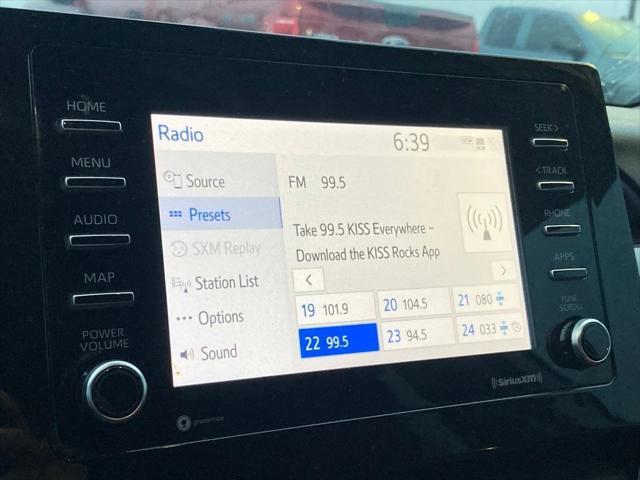 HOME
MENU
AUDIO
MAP
POWER
VOLUME
Radio
6:39
Source
Presets
SXM Replay
Station List
Options
Sound
FM 99.5
Take 99.5 KISS Everywhere –
Download the KISS Rocks App
<
>
19 101.9
20 104.5
21 080
22 99.5
23 94.5
24 033
SEEK>
<TRACK
PHONE
APPS
TUNE
SCROLL
gracenote
((SiriusXM))